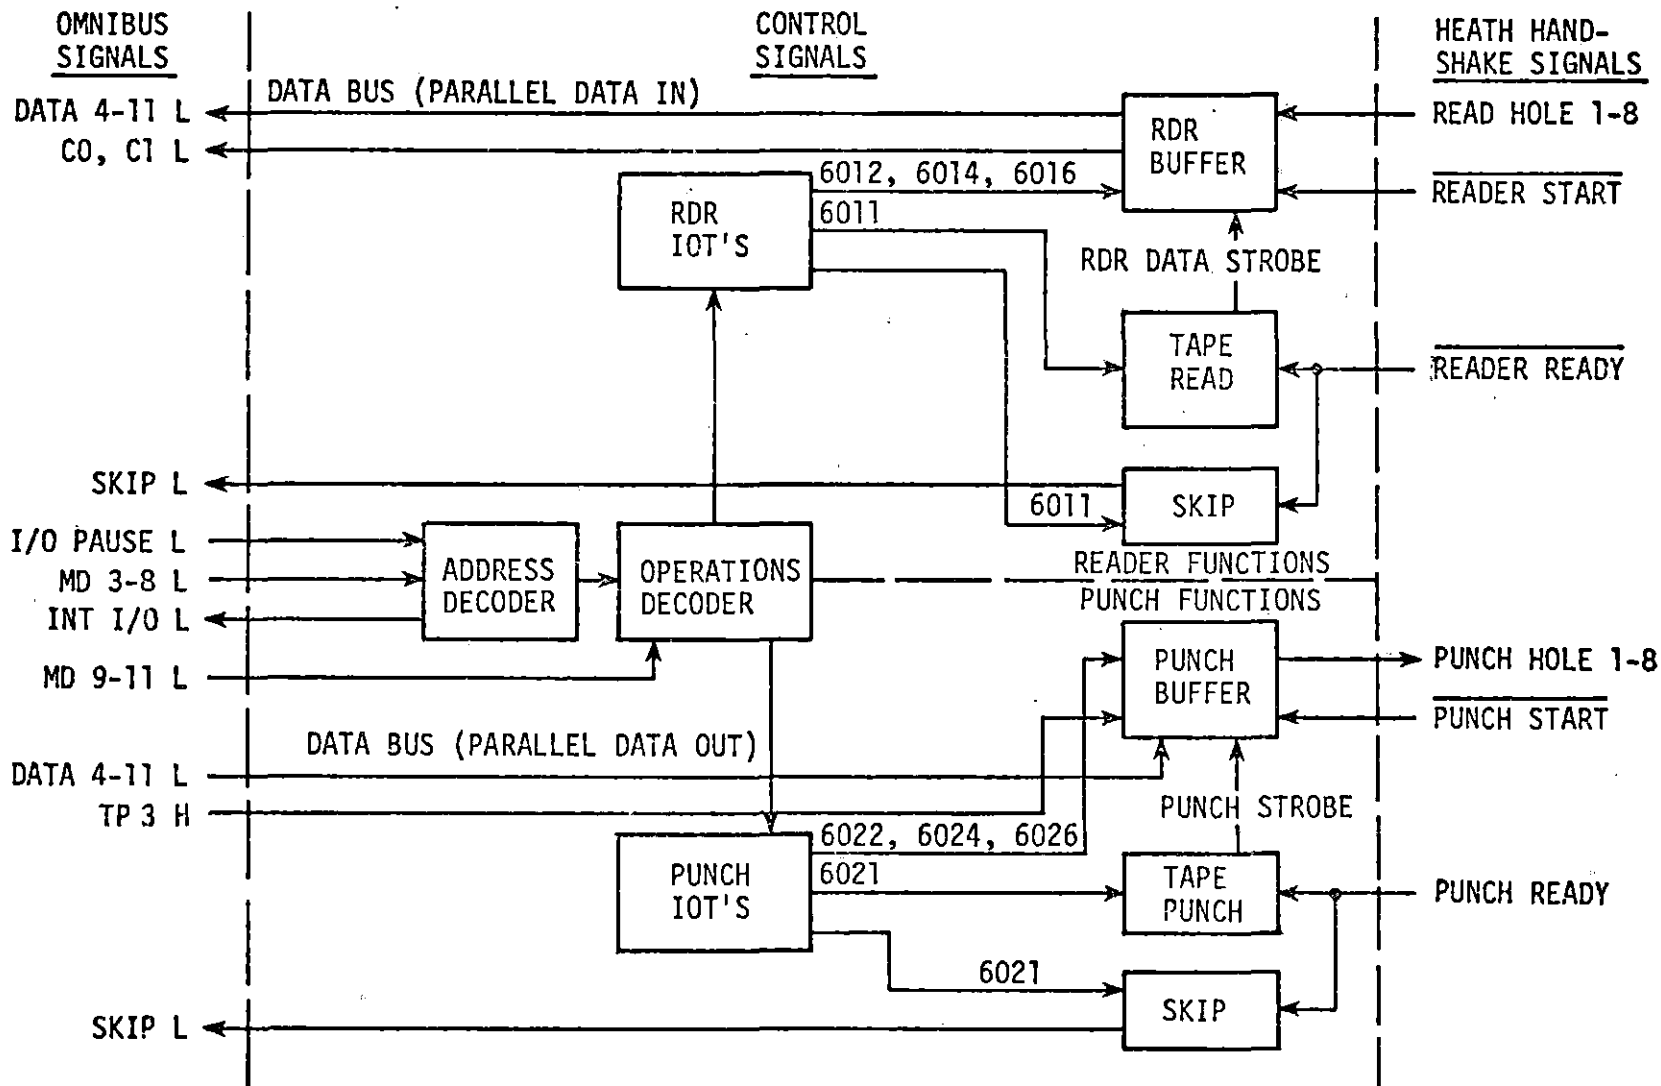 OMNIBUS
SIGNALS
CONTROL
SIGNALS
HEATH HAND-
SHAKE SIGNALS
DATA BUS (PARALLEL DATA IN)
DATA 4-11 L
C0, C1 L
RDR
BUFFER
READ HOLE 1-8
READER START
RDR
IOT'S
6012, 6014, 6016
6011
RDR DATA STROBE
TAPE
READ
READER READY
SKIP L
6011
SKIP
I/O PAUSE L
MD 3-8 L
INT I/O L
MD 9-11 L
ADDRESS
DECODER
OPERATIONS
DECODER
READER FUNCTIONS
PUNCH FUNCTIONS
PUNCH
BUFFER
PUNCH HOLE 1-8
PUNCH START
DATA BUS (PARALLEL DATA OUT)
DATA 4-11 L
TP 3 H
PUNCH STROBE
PUNCH
IOT'S
6022, 6024, 6026
6021
TAPE
PUNCH
PUNCH READY
6021
SKIP
SKIP L